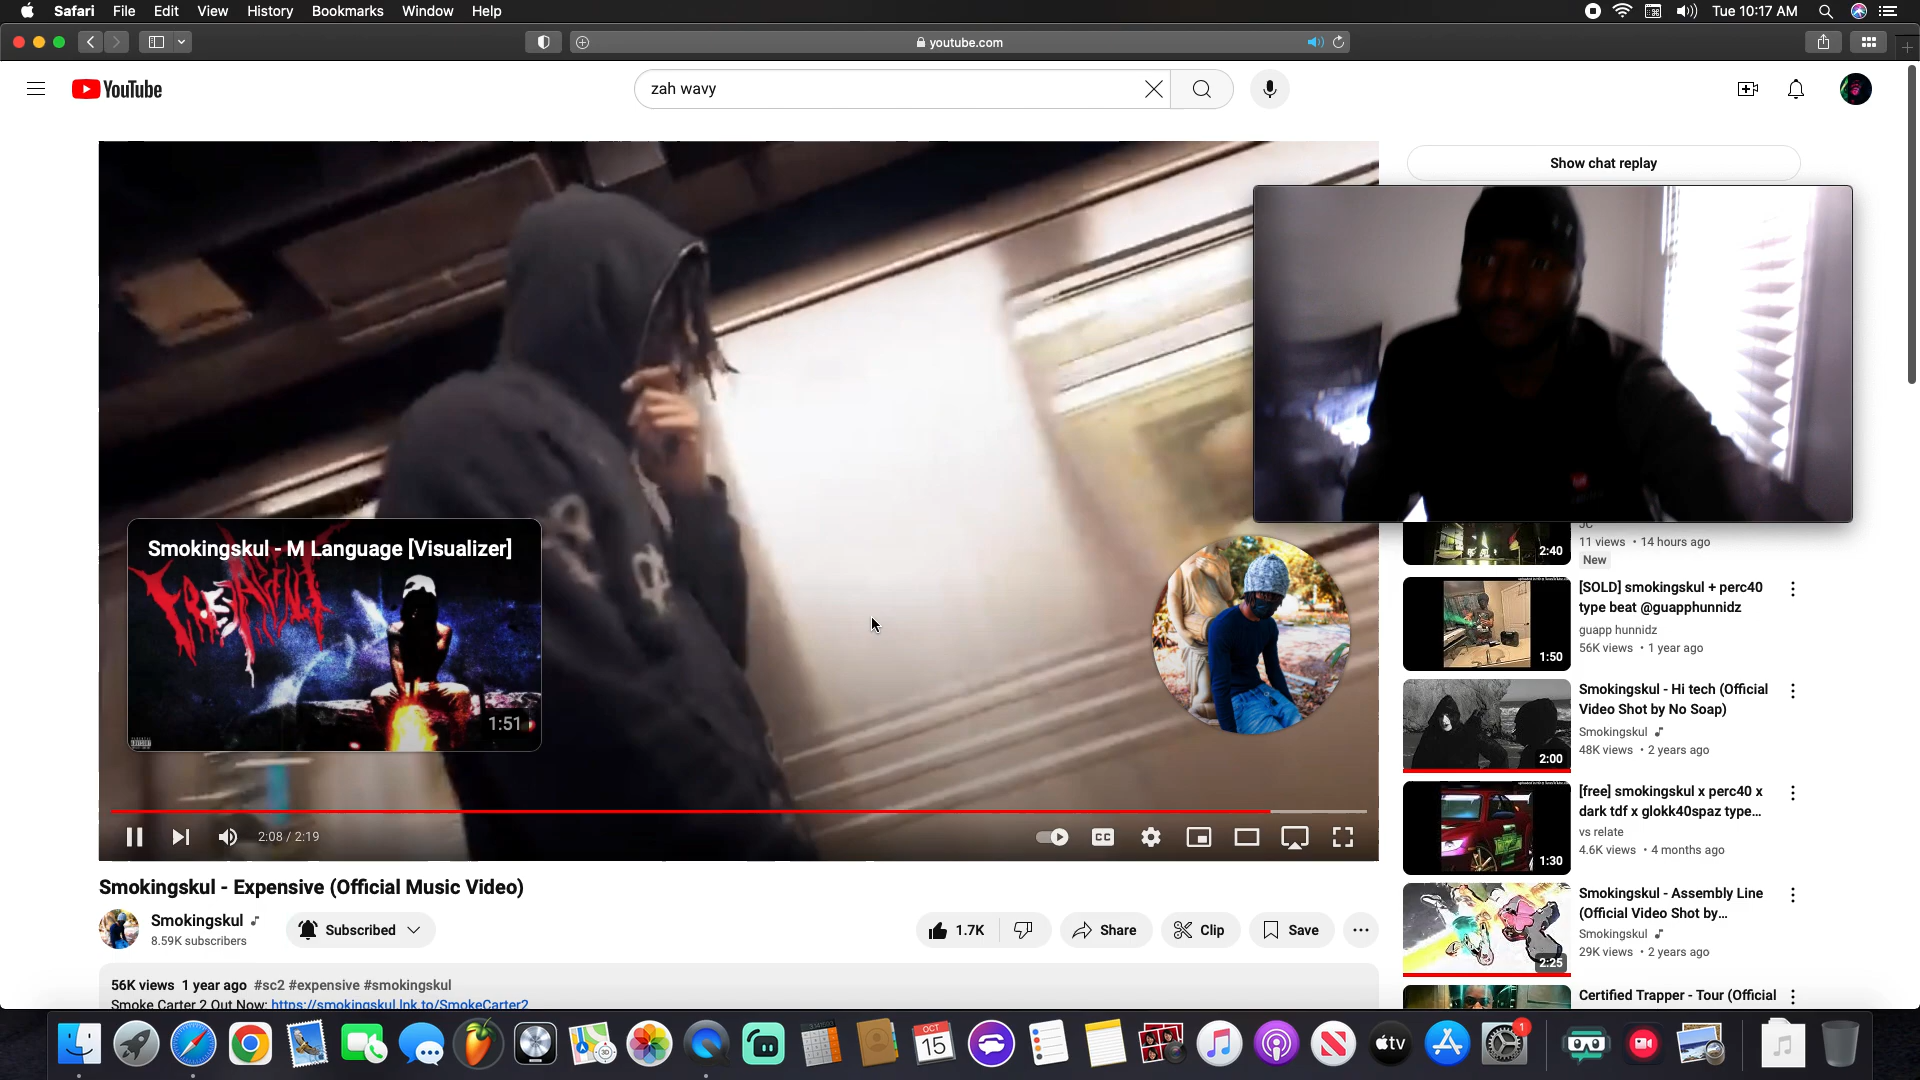 Safari File Edit View History Bookmarks Window Help
Tue 10:17 AM
youtube.com
YouTube
zah wavy
Show chat replay
Smokingskul - M Language [Visualizer]
1:51
2:08 / 2:19
CC
Smokingskul - Expensive (Official Music Video)
Smokingskul
8.59K subscribers
Subscribed
1.7K
Share
Clip
Save
56K views 1 year ago #sc2 #expensive #smokingskul
Smoke Carter 2 Out Now: https://smokingskul.lnk.to/SmokeCarter2
2:40
JC
11 views • 14 hours ago
New
1:50
[SOLD] smokingskul + perc40
type beat @guapphunnidz
guapp hunnidz
56K views • 1 year ago
2:00
Smokingskul - Hi tech (Official
Video Shot by No Soap)
Smokingskul
48K views • 2 years ago
1:30
[free] smokingskul x perc40 x
dark tdf x glokk40spaz type...
vs relate
4.6K views • 4 months ago
2:25
Smokingskul - Assembly Line
(Official Video Shot by...
Smokingskul
29K views • 2 years ago
Certified Trapper - Tour (Official
OCT
15
tv
1